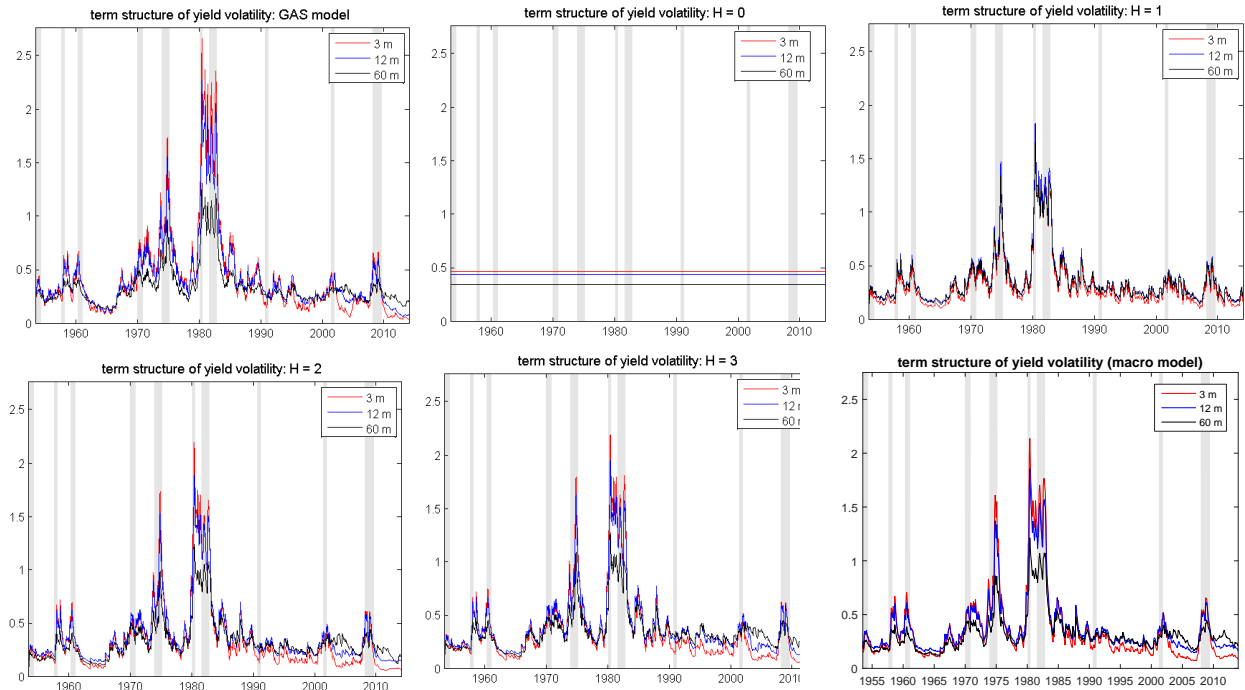 term structure of yield volatility: GAS model
2.5
2
1.5
1
0.5
0
1960 1970 1980 1990 2000 2010
3 m
12 m
60 m
term structure of yield volatility: H = 0
2.5
2
1.5
1
0.5
0
1960 1970 1980 1990 2000 2010
3 m
12 m
60 m
term structure of yield volatility: H = 1
2.5
2
1.5
1
0.5
0
1960 1970 1980 1990 2000 2010
3 m
12 m
60 m
term structure of yield volatility: H = 2
2.5
2
1.5
1
0.5
0
1960 1970 1980 1990 2000 2010
3 m
12 m
60 m
term structure of yield volatility: H = 3
2.5
2
1.5
1
0.5
0
1960 1970 1980 1990 2000 2010
3 m
12 m
60 m
term structure of yield volatility (macro model)
2.5
2
1.5
1
0.5
0
1955 1960 1965 1970 1975 1980 1985 1990 1995 2000 2005 2010
3 m
12 m
60 m